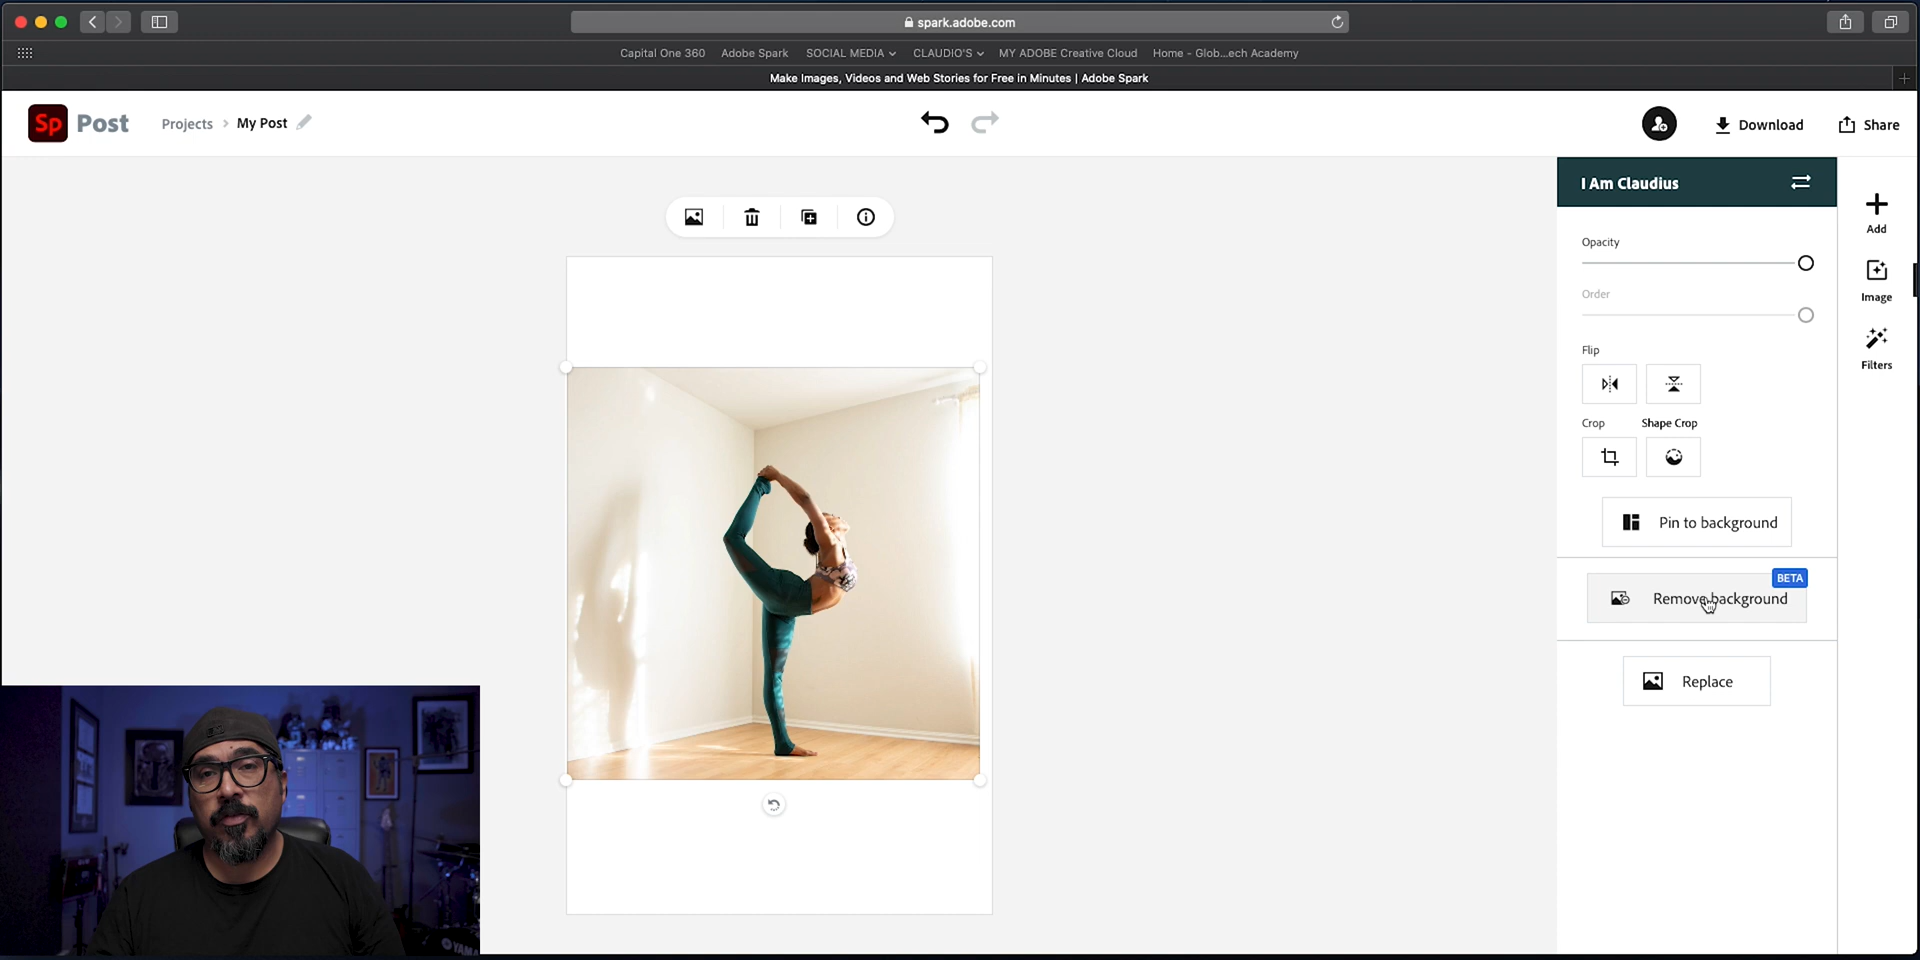 spark.adobe.com
Capital One 360 Adobe Spark SOCIAL MEDIA CLAUDIO'S MY ADOBE Creative Cloud Home - Glob...ech Academy
Make Images, Videos and Web Stories for Free in Minutes | Adobe Spark
Sp Post Projects > My Post Download Share
I Am Claudius
Add
Opacity
Image
Order
Flip
Filters
Crop Shape Crop
Pin to background
BETA
Remove background
Replace
YAMA